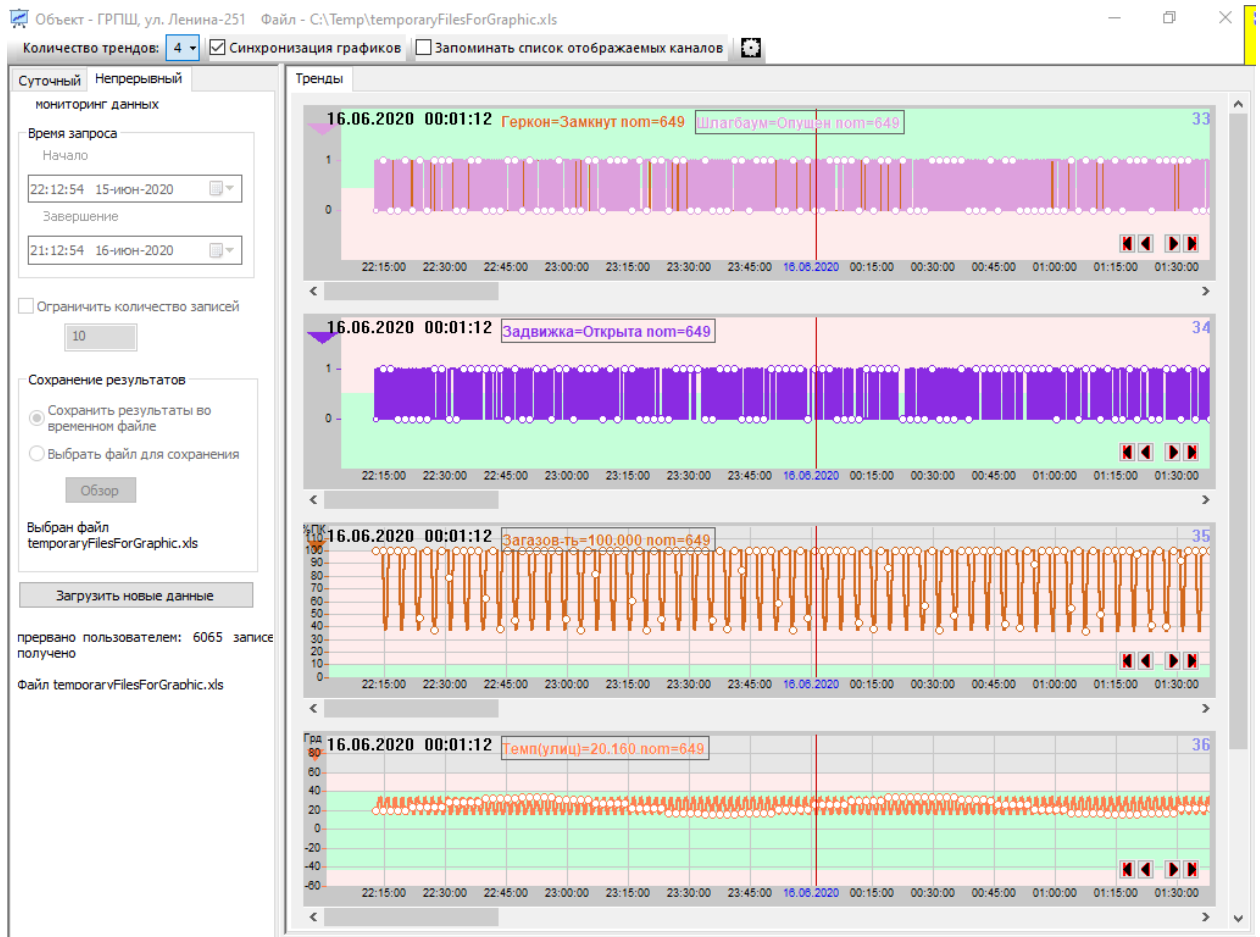 Объект - ГРПШ, ул. Ленина-251 Файл - C:\Temp\temporaryFilesForGraphic.xls
Количество трендов: 4 Синхронизация графиков Запоминать список отображаемых каналов
Суточный Непрерывный
мониторинг данных
Время запроса
Начало
22:12:54 15-июн-2020
Завершение
21:12:54 16-июн-2020
Ограничить количество записей
10
Сохранение результатов
Сохранить результаты во
временном файле
Выбрать файл для сохранения
Обзор
Выбран файл
temporaryFilesForGraphic.xls
Загрузить новые данные
прервано пользователем: 6065 записе
получено
Файл temporaryFilesForGraphic.xls
Тренды
16.06.2020 00:01:12 Геркон=Замкнут nom=649 Шлагбаум=Опущен nom=649 33
1
0
22:15:00 22:30:00 22:45:00 23:00:00 23:15:00 23:30:00 23:45:00 16.06.2020 00:15:00 00:30:00 00:45:00 01:00:00 01:15:00 01:30:00
16.06.2020 00:01:12 Задвижка=Открыта nom=649 34
1
0
22:15:00 22:30:00 22:45:00 23:00:00 23:15:00 23:30:00 23:45:00 16.06.2020 00:15:00 00:30:00 00:45:00 01:00:00 01:15:00 01:30:00
%ПК
16.06.2020 00:01:12 Загазов-ть=100.000 nom=649 35
110
100
90
80
70
60
50
40
30
20
10
0
22:15:00 22:30:00 22:45:00 23:00:00 23:15:00 23:30:00 23:45:00 16.06.2020 00:15:00 00:30:00 00:45:00 01:00:00 01:15:00 01:30:00
Грд
16.06.2020 00:01:12 Темп(улиц)=20.160 nom=649 36
80
60
40
20
0
-20
-40
-60
22:15:00 22:30:00 22:45:00 23:00:00 23:15:00 23:30:00 23:45:00 16.06.2020 00:15:00 00:30:00 00:45:00 01:00:00 01:15:00 01:30:00